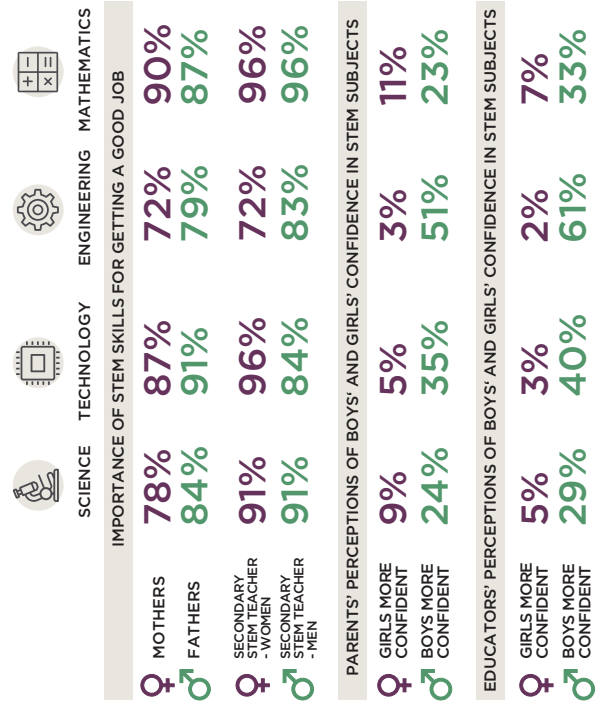 SCIENCE TECHNOLOGY ENGINEERING MATHEMATICS
IMPORTANCE OF STEM SKILLS FOR GETTING A GOOD JOB
MOTHERS 78% 87% 72% 90%
FATHERS 84% 91% 79% 87%
SECONDARY
STEM TEACHER
- WOMEN 91% 96% 72% 96%
SECONDARY
STEM TEACHER
- MEN 91% 84% 83% 96%
PARENTS' PERCEPTIONS OF BOYS‘ AND GIRLS’ CONFIDENCE IN STEM SUBJECTS
GIRLS MORE
CONFIDENT 9% 5% 3% 11%
BOYS MORE
CONFIDENT 24% 35% 51% 23%
EDUCATORS’ PERCEPTIONS OF BOYS‘ AND GIRLS’ CONFIDENCE IN STEM SUBJECTS
GIRLS MORE
CONFIDENT 5% 3% 2% 7%
BOYS MORE
CONFIDENT 29% 40% 61% 33%